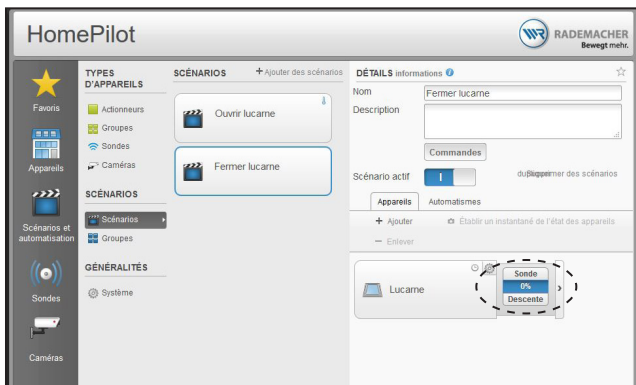 HomePilot
RADEMACHER
Bewegt mehr.
Favoris
Appareils
Scénarios et
automatisation
Sondes
Caméras
TYPES
D'APPAREILS
Actionneurs
Groupes
Sondes
Caméras
SCÉNARIOS
Scénarios
Groupes
GÉNÉRALITÉS
Système
SCÉNARIOS
+ Ajouter des scénarios
Ouvrir lucarne
Fermer lucarne
DÉTAILS informations
Nom
Fermer lucarne
Description
Commandes
Scénario actif
I
des scénarios
Appareils
Automatismes
+ Ajouter
Établir un instantané de l'état des appareils
− Enlever
Lucarne
Sonde
0%
Descente